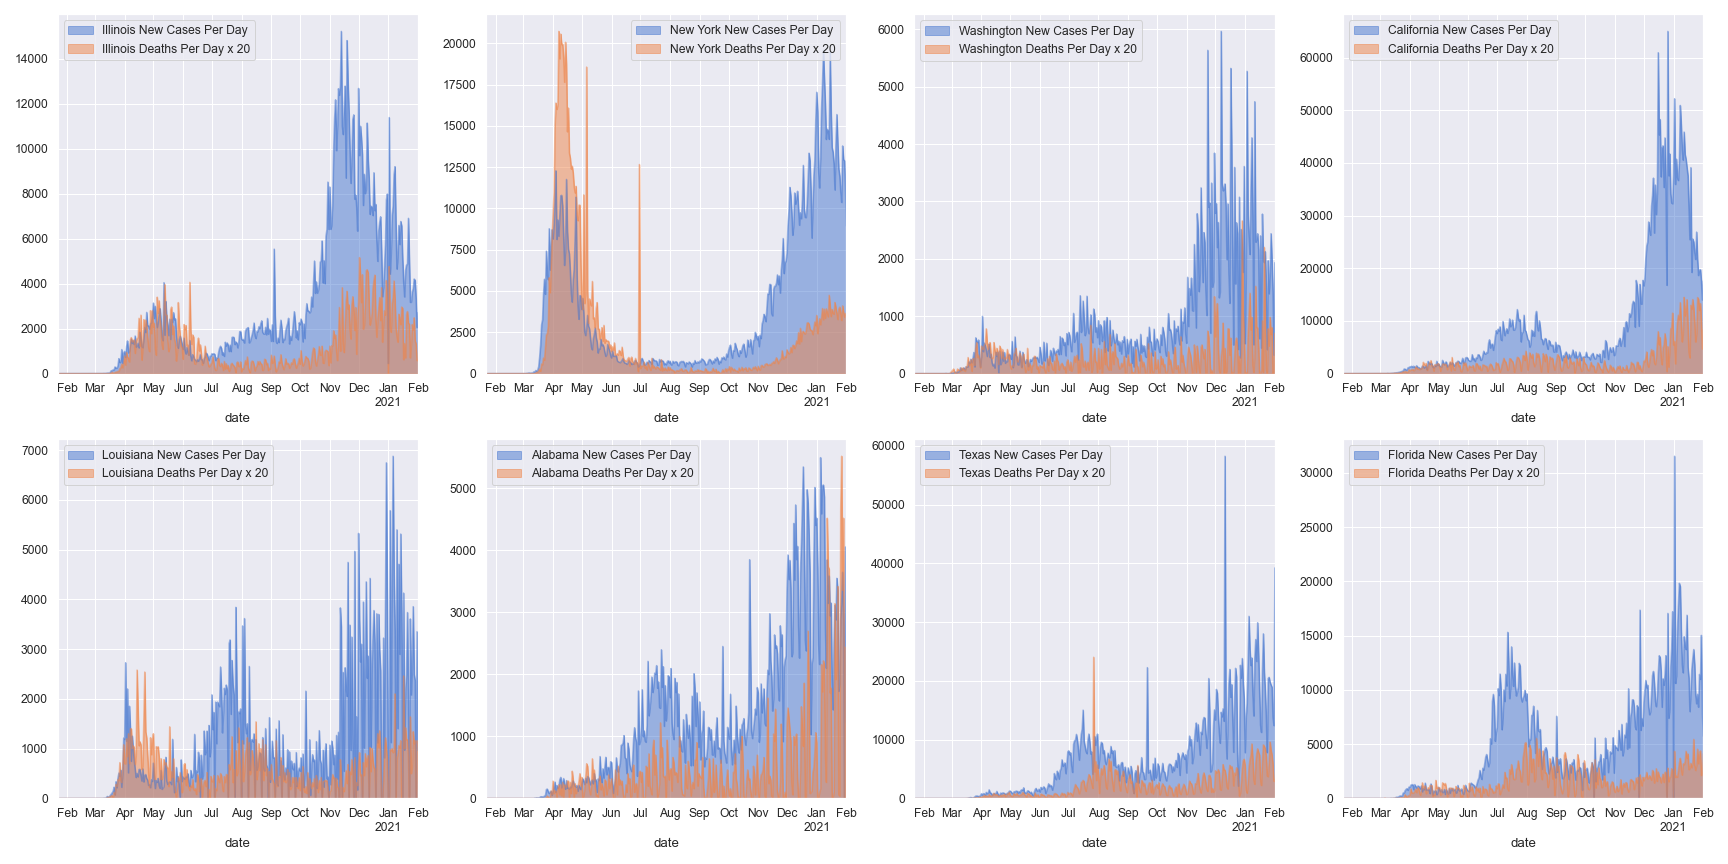 Illinois New Cases Per Day
Illinois Deaths Per Day x 20
14000
12000
10000
8000
6000
4000
2000
0
Feb Mar Apr May Jun Jul Aug Sep Oct Nov Dec Jan Feb
2021
date
New York New Cases Per Day
New York Deaths Per Day x 20
20000
17500
15000
12500
10000
7500
5000
2500
0
Feb Mar Apr May Jun Jul Aug Sep Oct Nov Dec Jan Feb
2021
date
Washington New Cases Per Day
Washington Deaths Per Day x 20
6000
5000
4000
3000
2000
1000
0
Feb Mar Apr May Jun Jul Aug Sep Oct Nov Dec Jan Feb
2021
date
California New Cases Per Day
California Deaths Per Day x 20
60000
50000
40000
30000
20000
10000
0
Feb Mar Apr May Jun Jul Aug Sep Oct Nov Dec Jan Feb
2021
date
Louisiana New Cases Per Day
Louisiana Deaths Per Day x 20
7000
6000
5000
4000
3000
2000
1000
0
Feb Mar Apr May Jun Jul Aug Sep Oct Nov Dec Jan Feb
2021
date
Alabama New Cases Per Day
Alabama Deaths Per Day x 20
5000
4000
3000
2000
1000
0
Feb Mar Apr May Jun Jul Aug Sep Oct Nov Dec Jan Feb
2021
date
Texas New Cases Per Day
Texas Deaths Per Day x 20
60000
50000
40000
30000
20000
10000
0
Feb Mar Apr May Jun Jul Aug Sep Oct Nov Dec Jan Feb
2021
date
Florida New Cases Per Day
Florida Deaths Per Day x 20
30000
25000
20000
15000
10000
5000
0
Feb Mar Apr May Jun Jul Aug Sep Oct Nov Dec Jan Feb
2021
date